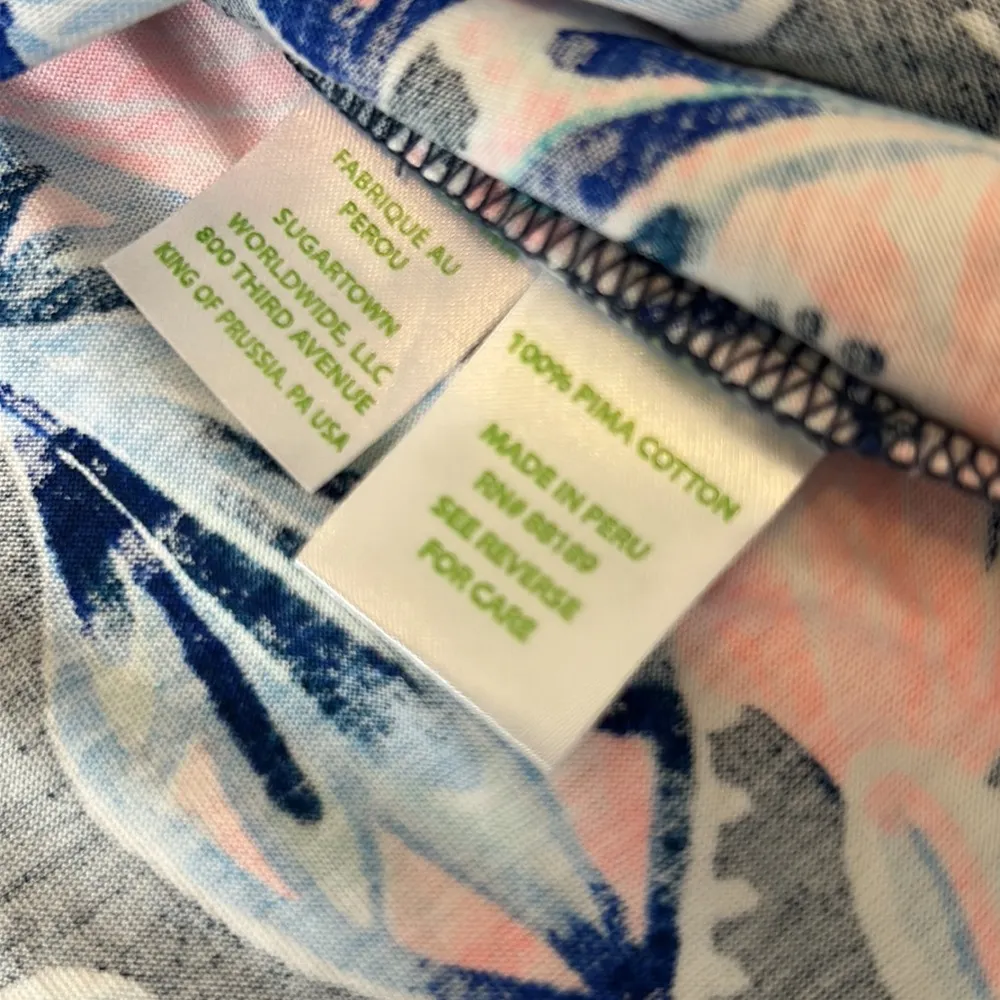 FABRIQUE AU
PEROU
SUGARTOWN
WORLDWIDE, LLC
800 THIRD AVENUE
KING OF PRUSSIA, PA USA
100% PIMA COTTON
MADE IN PERU
RN# 88189
SEE REVERSE
FOR CARE